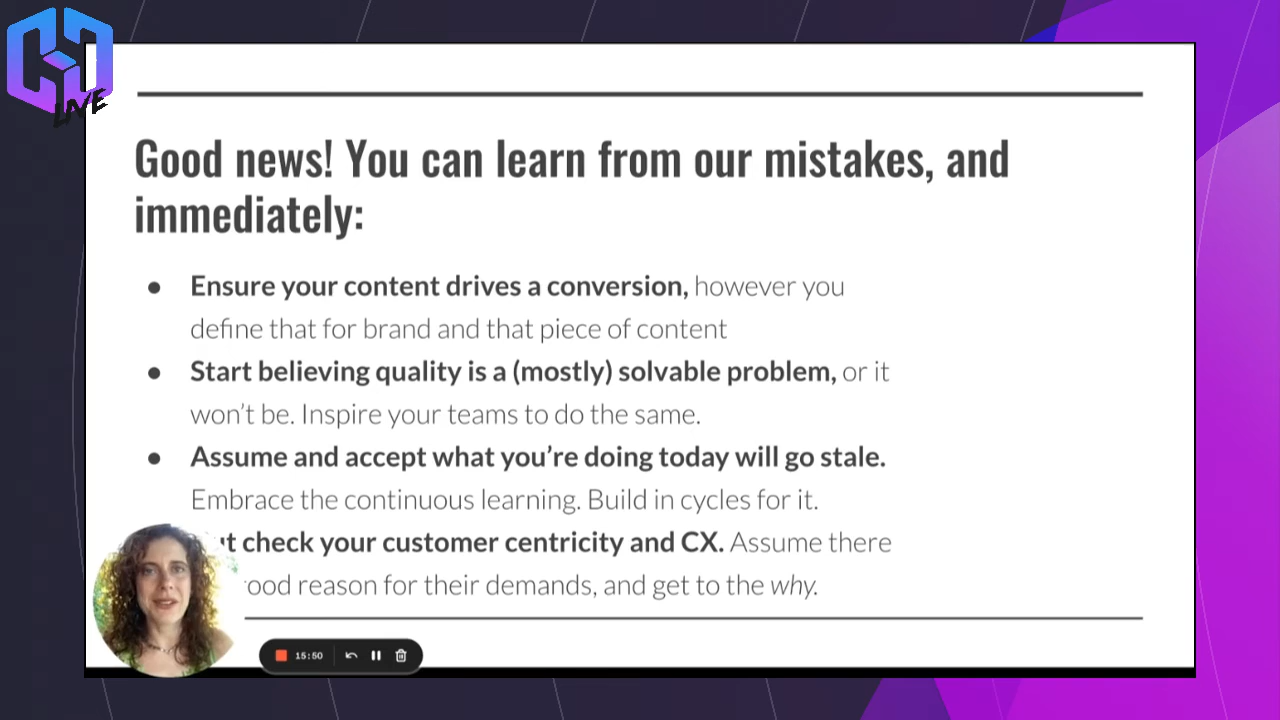 LIVE
Good news! You can learn from our mistakes, and
immediately:
● Ensure your content drives a conversion, however you
define that for brand and that piece of content
● Start believing quality is a (mostly) solvable problem, or it
won’t be. Inspire your teams to do the same.
● Assume and accept what you’re doing today will go stale.
Embrace the continuous learning. Build in cycles for it.
check your customer centricity and CX. Assume there
reason for their demands, and get to the why.
15:50